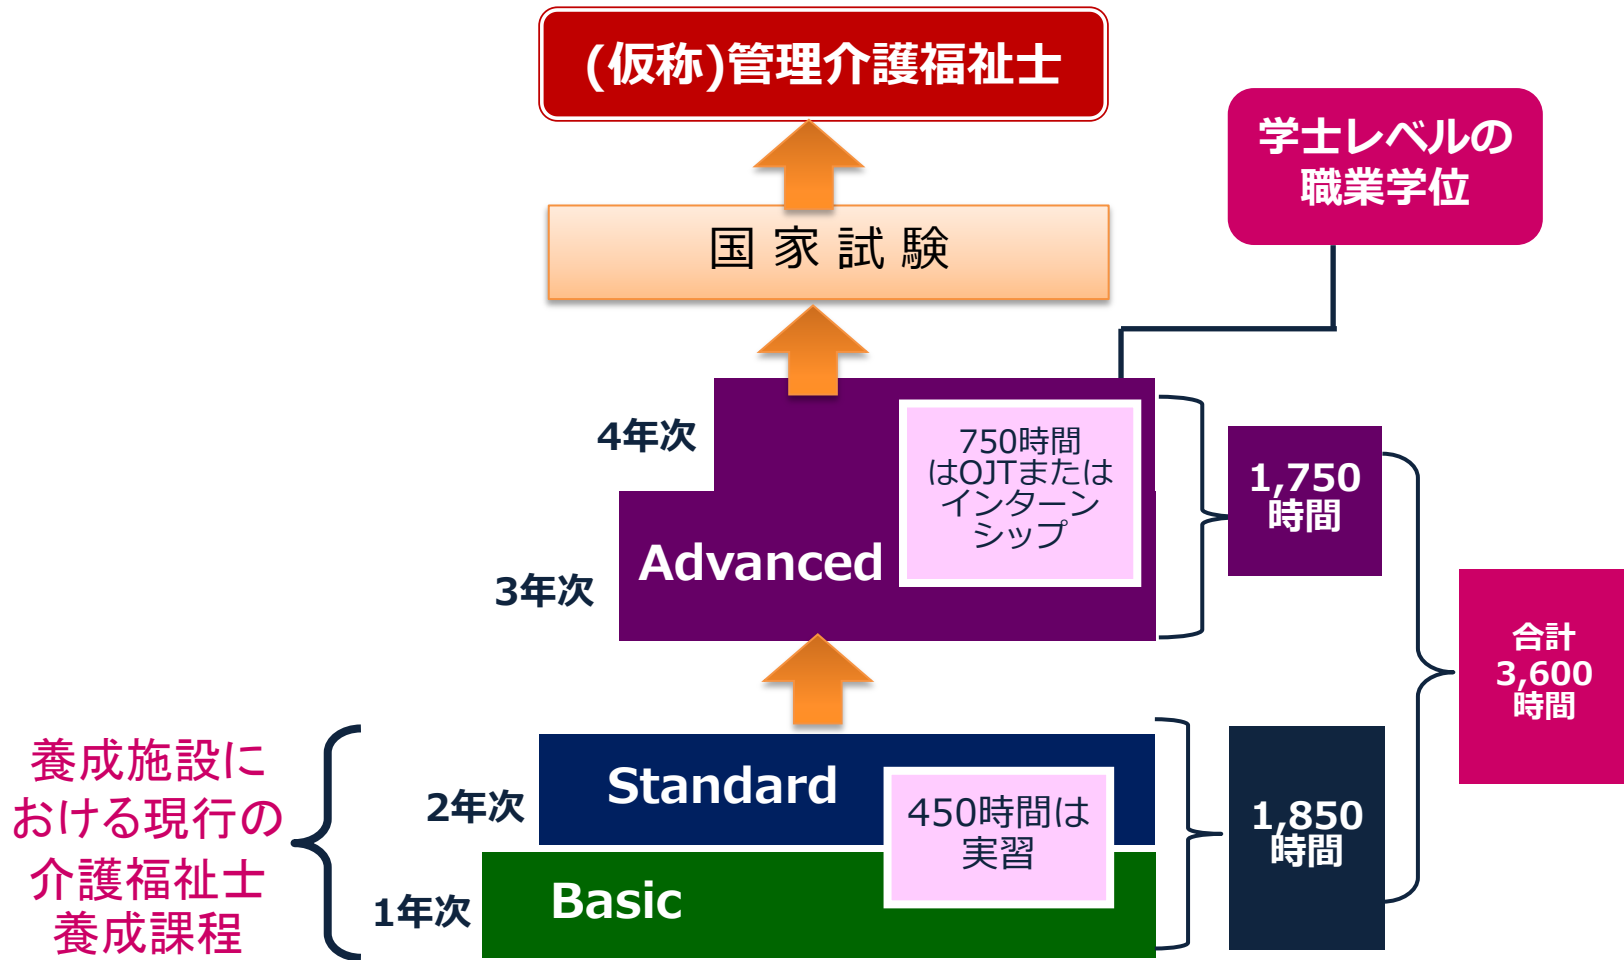 (仮称)管理介護福祉士
学士レベルの
職業学位
国家試験
4年次
750時間
はOJTまたは
インターン
シップ
1,750
時間
Advanced
3年次
合計
3,600
時間
養成施設に
おける現行の
介護福祉士
養成課程
2年次
Standard
450時間は
実習
1,850
時間
1年次
Basic